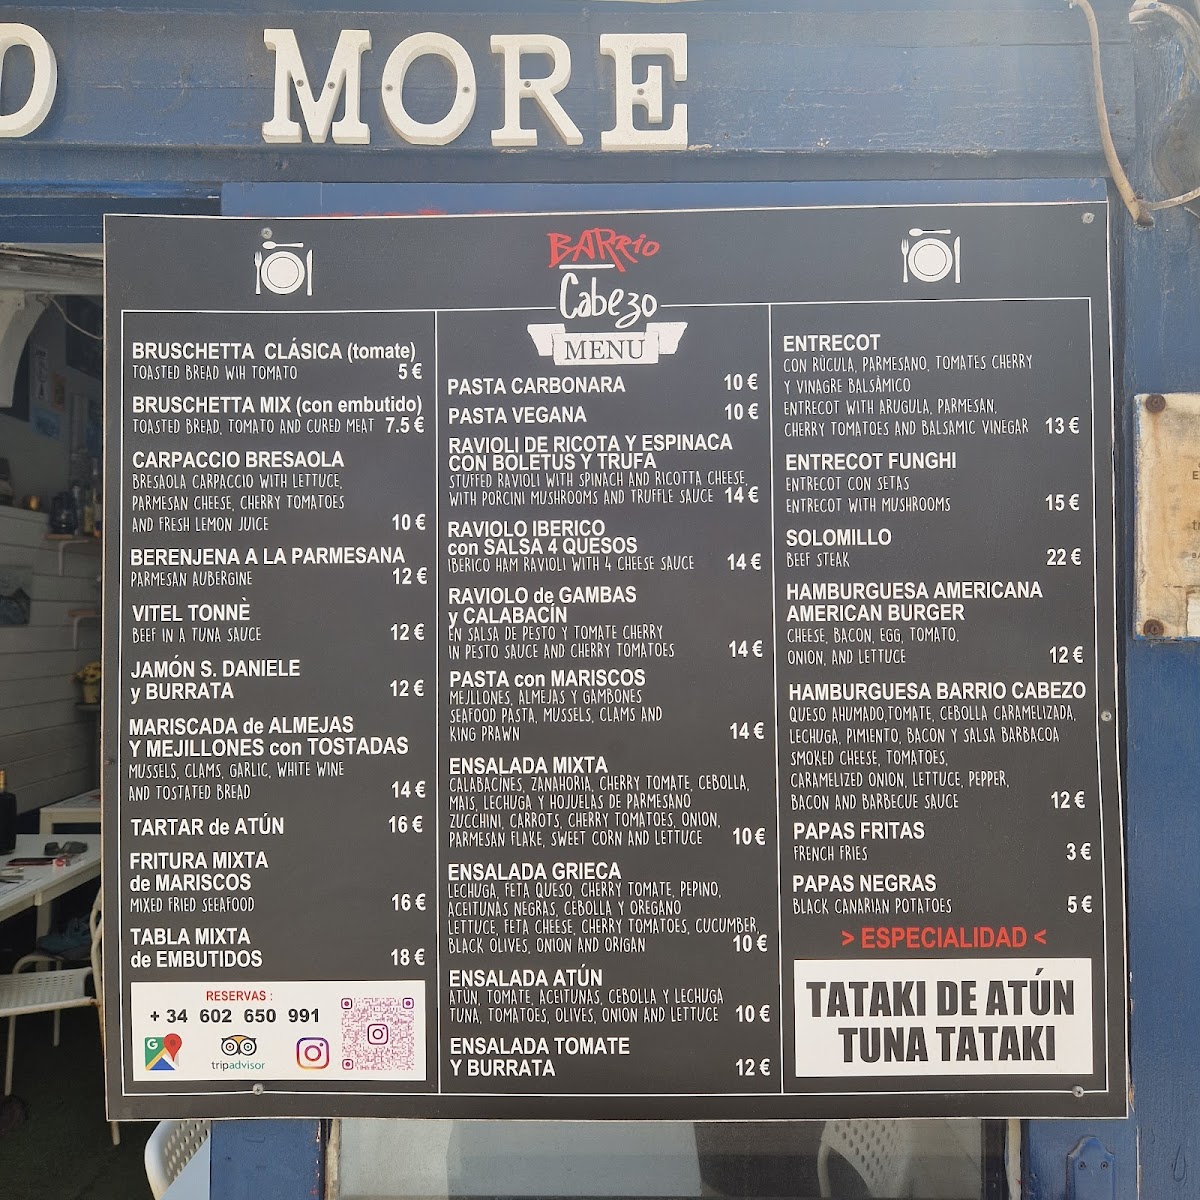 MORE
BARRIO
Cabezo
MENU
BRUSCHETTA CLÁSICA (tomate)
TOASTED BREAD WIH TOMATO 5 €
BRUSCHETTA MIX (con embutido)
TOASTED BREAD, TOMATO AND CURED MEAT 7.5 €
CARPACCIO BRESAOLA
BRESAOLA CARPACCIO WITH LETTUCE,
PARMESAN CHEESE, CHERRY TOMATOES
AND FRESH LEMON JUICE 10 €
BERENJENA A LA PARMESANA
PARMESAN AUBERGINE 12 €
VITEL TONNÈ
BEEF IN A TUNA SAUCE 12 €
JAMÓN S. DANIELE
y BURRATA 12 €
MARISCADA de ALMEJAS
Y MEJILLONES con TOSTADAS
MUSSELS, CLAMS, GARLIC, WHITE WINE
AND TOSTATED BREAD 14 €
TARTAR de ATÚN 16 €
FRITURA MIXTA
de MARISCOS
MIXED FRIED SEEAFOOD 16 €
TABLA MIXTA
de EMBUTIDOS 18 €
RESERVAS :
+ 34 602 650 991
G
tripadvisor
PASTA CARBONARA 10 €
PASTA VEGANA 10 €
RAVIOLI DE RICOTA Y ESPINACA
CON BOLETUS Y TRUFA
STUFFED RAVIOLI WITH SPINACH AND RICOTTA CHEESE,
WITH PORCINI MUSHROOMS AND TRUFFLE SAUCE 14 €
RAVIOLO IBERICO
con SALSA 4 QUESOS
IBERICO HAM RAVIOLI WITH 4 CHEESE SAUCE 14 €
RAVIOLO de GAMBAS
y CALABACÍN
EN SALSA DE PESTO Y TOMATE CHERRY
IN PESTO SAUCE AND CHERRY TOMATOES 14 €
PASTA con MARISCOS
MEJLLONES, ALMEJAS Y GAMBONES
SEAFOOD PASTA, MUSSELS, CLAMS AND
KING PRAWN 14 €
ENSALADA MIXTA
CALABACINES, ZANAHORIA, CHERRY TOMATE, CEBOLLA,
MAIS, LECHUGA Y HOJUELAS DE PARMESANO
ZUCCHINI, CARROTS, CHERRY TOMATOES, ONION,
PARMESAN FLAKE, SWEET CORN AND LETTUCE 10 €
ENSALADA GRIECA
LECHUGA, FETA QUESO, CHERRY TOMATE, PEPINO,
ACEITUNAS NEGRAS, CEBOLLA Y OREGANO
LETTUCE, FETA CHEESE, CHERRY TOMATOES, CUCUMBER,
BLACK OLIVES, ONION AND ORIGAN 10 €
ENSALADA ATÚN
ATÚN, TOMATE, ACEITUNAS, CEBOLLA Y LECHUGA
TUNA, TOMATOES, OLIVES, ONION AND LETTUCE 10 €
ENSALADA TOMATE
Y BURRATA 12 €
ENTRECOT
CON RÚCULA, PARMESANO, TOMATES CHERRY
Y VINAGRE BALSÀMICO
ENTRECOT WITH ARUGULA, PARMESAN,
CHERRY TOMATOES AND BALSAMIC VINEGAR 13 €
ENTRECOT FUNGHI
ENTRECOT CON SETAS
ENTRECOT WITH MUSHROOMS 15 €
SOLOMILLO
BEEF STEAK 22 €
HAMBURGUESA AMERICANA
AMERICAN BURGER
CHEESE, BACON, EGG, TOMATO,
ONION, AND LETTUCE 12 €
HAMBURGUESA BARRIO CABEZO
QUESO AHUMADO,TOMATE, CEBOLLA CARAMELIZADA,
LECHUGA, PIMIENTO, BACON Y SALSA BARBACOA
SMOKED CHEESE, TOMATOES,
CARAMELIZED ONION, LETTUCE, PEPPER,
BACON AND BARBECUE SAUCE 12 €
PAPAS FRITAS
FRENCH FRIES 3 €
PAPAS NEGRAS
BLACK CANARIAN POTATOES 5 €
> ESPECIALIDAD <
TATAKI DE ATÚN
TUNA TATAKI